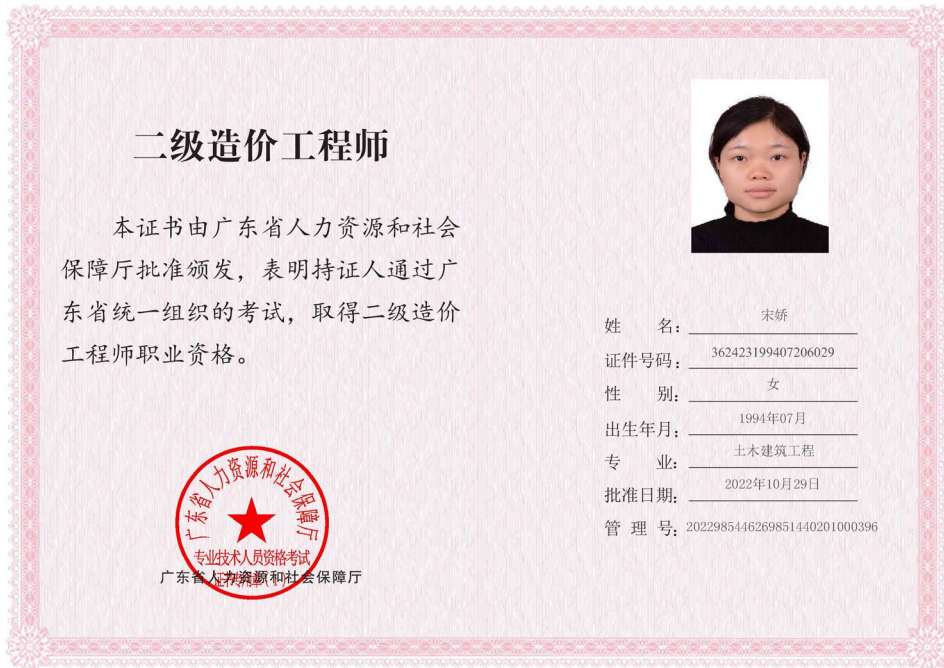 二级造价工程师
本证书由广东省人力资源和社会
保障厅批准颁发，表明持证人通过广
东省统一组织的考试，取得二级造价
工程师职业资格。
广东省人力资源和社会保障厅
专业技术人员资格考试
广东省人力资源和社会保障厅
姓 名：宋娇
证件号码：362423199407206029
性 别：女
出生年月：1994年07月
专 业：土木建筑工程
批准日期：2022年10月29日
管 理 号：2022985446269851440201000396